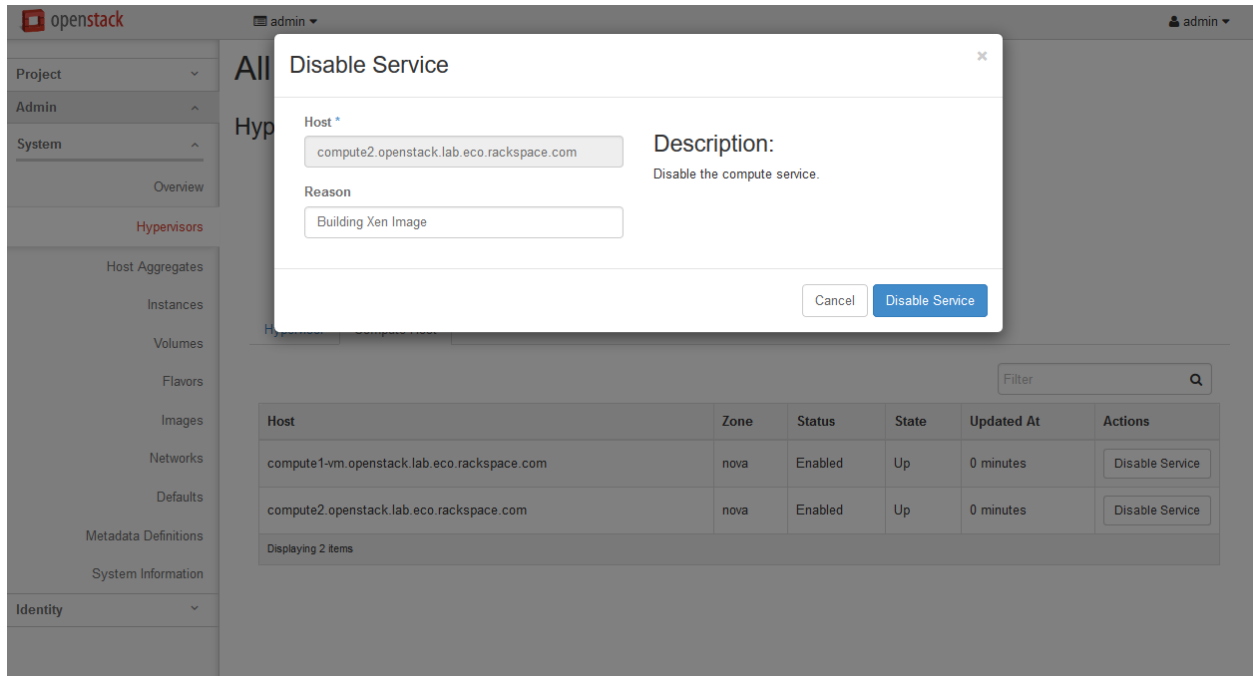 openstack
admin
admin
Project
Admin
System
Overview
Hypervisors
Host Aggregates
Instances
Volumes
Flavors
Images
Networks
Defaults
Metadata Definitions
System Information
Identity
All
Hyp
Disable Service
×
Host *
compute2.openstack.lab.eco.rackspace.com
Reason
Building Xen Image
Description:
Disable the compute service.
Cancel
Disable Service
Hypervisor
Compute Host
Filter
Host Zone Status State Updated At Actions
compute1-vm.openstack.lab.eco.rackspace.com nova Enabled Up 0 minutes Disable Service
compute2.openstack.lab.eco.rackspace.com nova Enabled Up 0 minutes Disable Service
Displaying 2 items